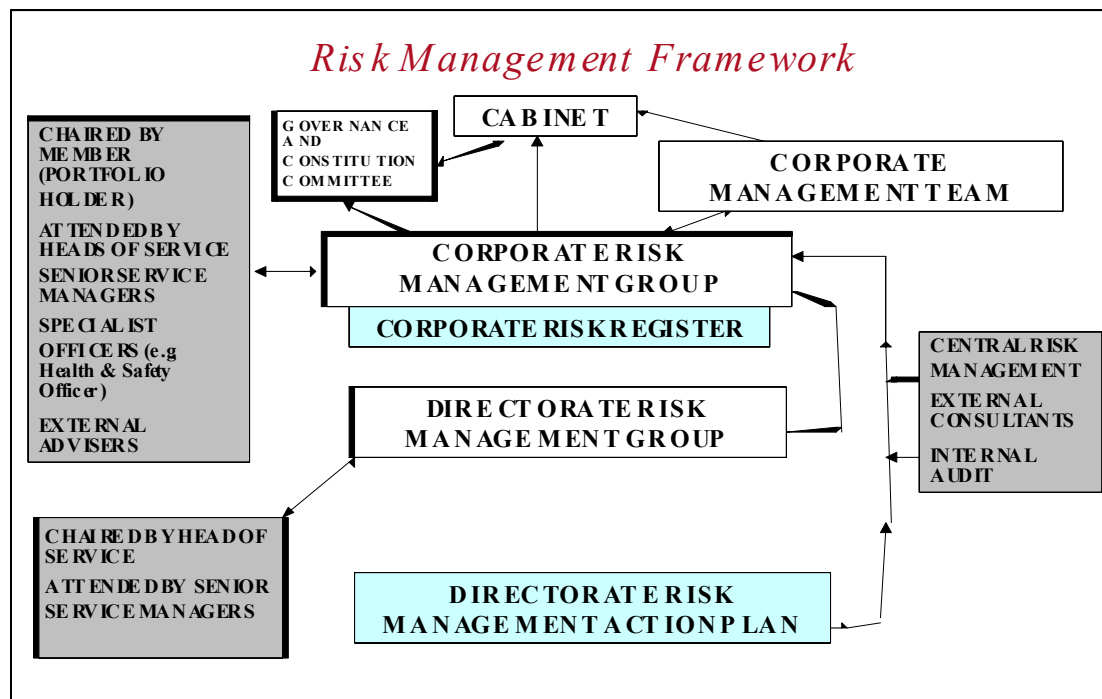 Risk Management Framework
CABINET
GOVERNANCE
AND
CONSTITUTION
COMMITTEE
CORPORATE
MANAGEMENT TEAM
CHAIRED BY
MEMBER
(PORTFOLIO
HOLDER)
ATTENDED BY
HEADS OF SERVICE
SENIOR SERVICE
MANAGERS
SPECIALIST
OFFICERS (e.g
Health & Safety
Officer)
EXTERNAL
ADVISERS
CORPORATE RISK
MANAGEMENT GROUP
CORPORATE RISK REGISTER
CENTRAL RISK
MANAGEMENT
EXTERNAL
CONSULTANTS
INTERNAL
AUDIT
DIRECTORATE RISK
MANAGEMENT GROUP
CHAIRED BY HEAD OF
SERVICE
ATTENDED BY SENIOR
SERVICE MANAGERS
DIRECTORATE RISK
MANAGEMENT ACTION PLAN